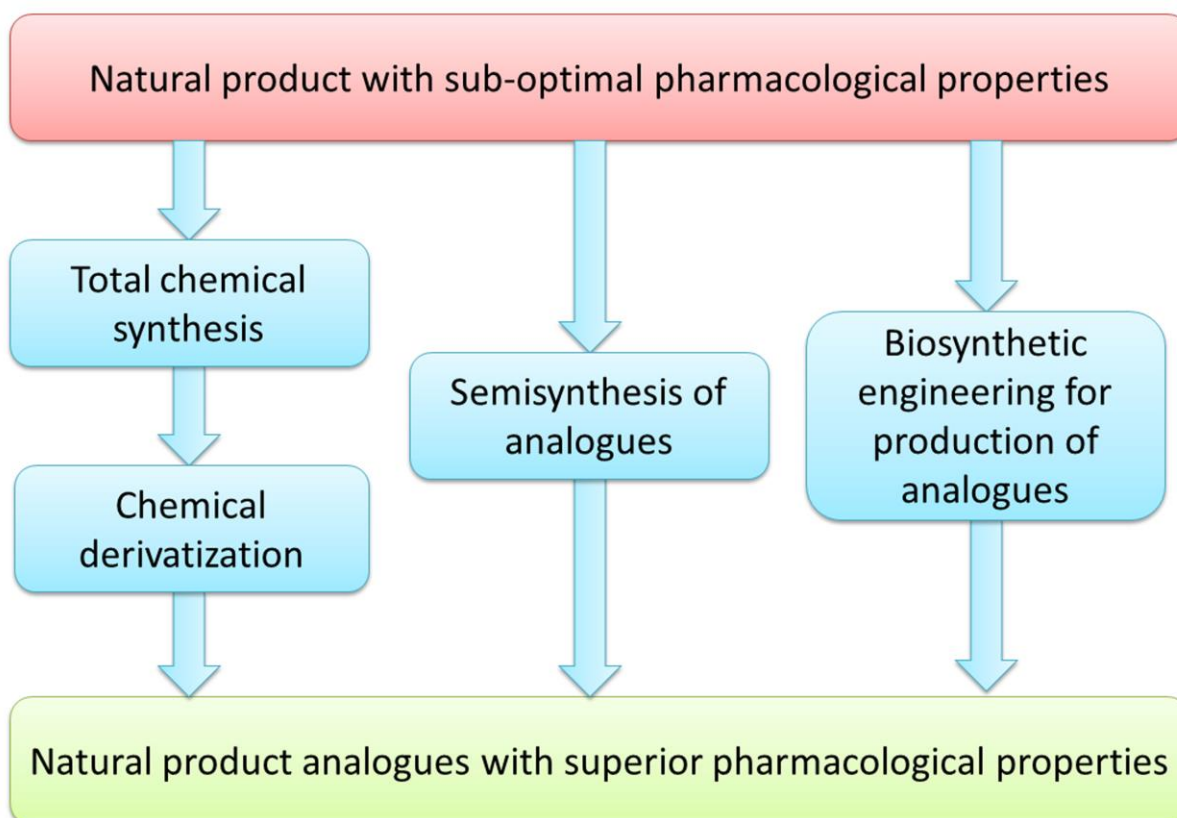 Natural product with sub-optimal pharmacological properties
Total chemical
synthesis
Chemical
derivatization
Semisynthesis of
analogues
Biosynthetic
engineering for
production of
analogues
Natural product analogues with superior pharmacological properties